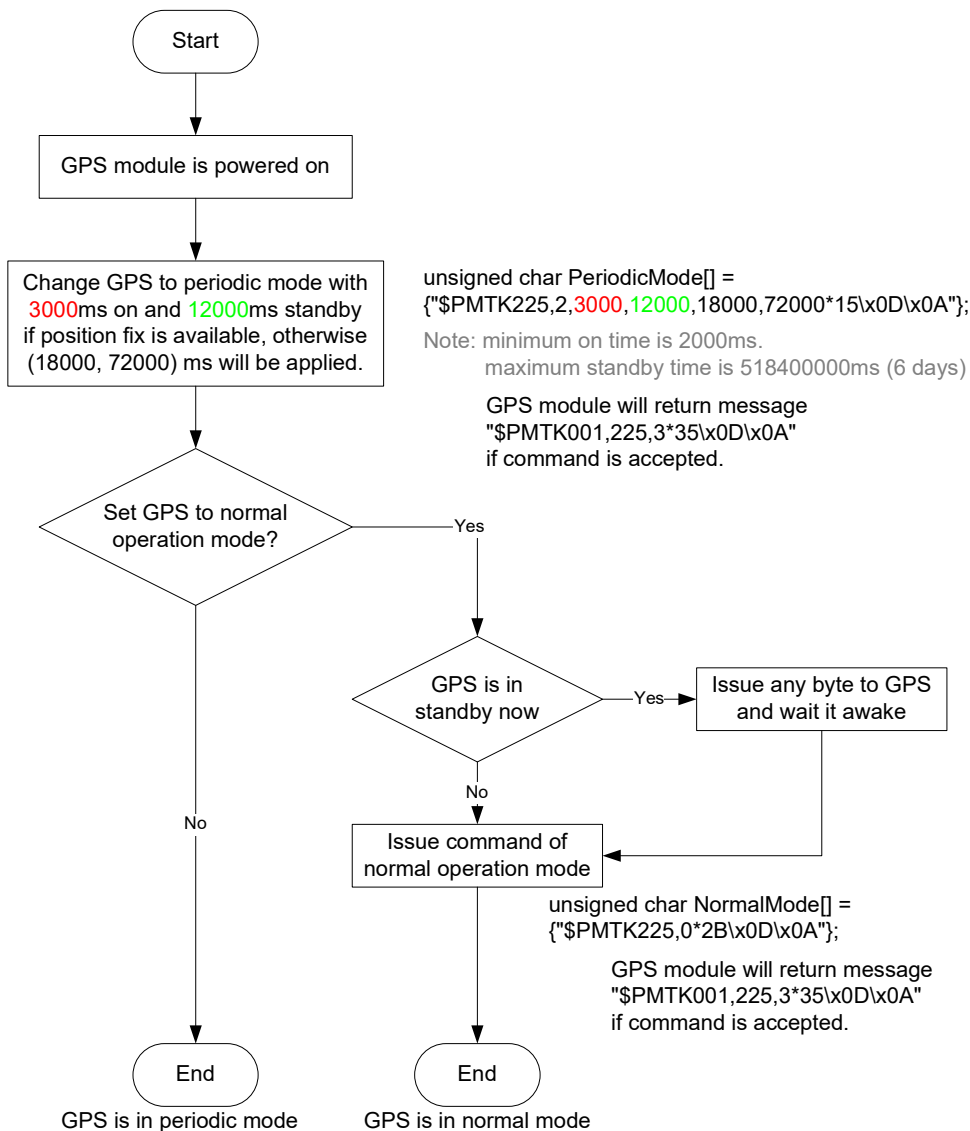 Start
GPS module is powered on
Change GPS to periodic mode with
3000ms on and 12000ms standby
if position fix is available, otherwise
(18000, 72000) ms will be applied.
unsigned char PeriodicMode[] =
{"$PMTK225,2,3000,12000,18000,72000*15\x0D\x0A"};
Note: minimum on time is 2000ms.
maximum standby time is 518400000ms (6 days)
GPS module will return message
"$PMTK001,225,3*35\x0D\x0A"
if command is accepted.
Set GPS to normal
operation mode?
Yes
GPS is in
standby now
Yes
Issue any byte to GPS
and wait it awake
No
No
Issue command of
normal operation mode
unsigned char NormalMode[] =
{"$PMTK225,0*2B\x0D\x0A"};
GPS module will return message
"$PMTK001,225,3*35\x0D\x0A"
if command is accepted.
End
GPS is in periodic mode
End
GPS is in normal mode